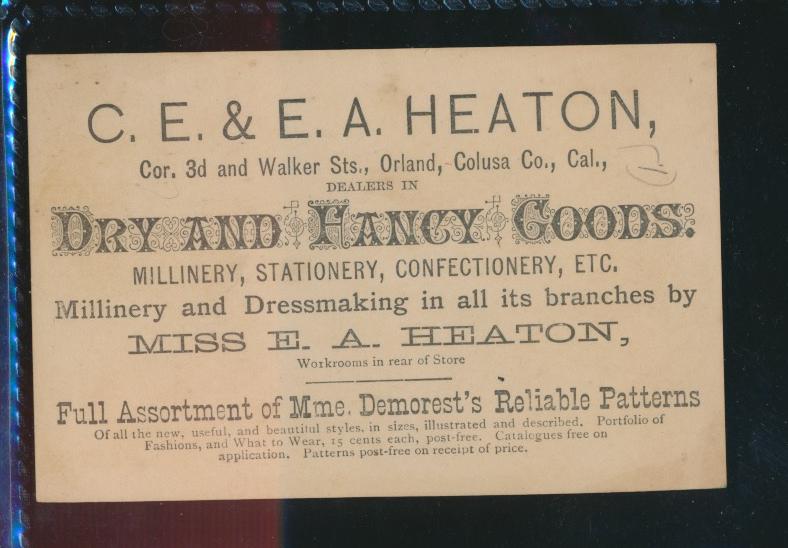 C. E. & E. A. HEATON,
Cor. 3d and Walker Sts., Orland, Colusa Co., Cal.,
DEALERS IN
DRY AND FANCY GOODS.
MILLINERY, STATIONERY, CONFECTIONERY, ETC.
Millinery and Dressmaking in all its branches by
MISS E. A. HEATON,
Workrooms in rear of Store
Full Assortment of Mme. Demorest's Reliable Patterns
Of all the new, useful, and beautiful styles, in sizes, illustrated and described. Portfolio of
Fashions, and What to Wear, 15 cents each, post-free. Catalogues free on
application. Patterns post-free on receipt of price.